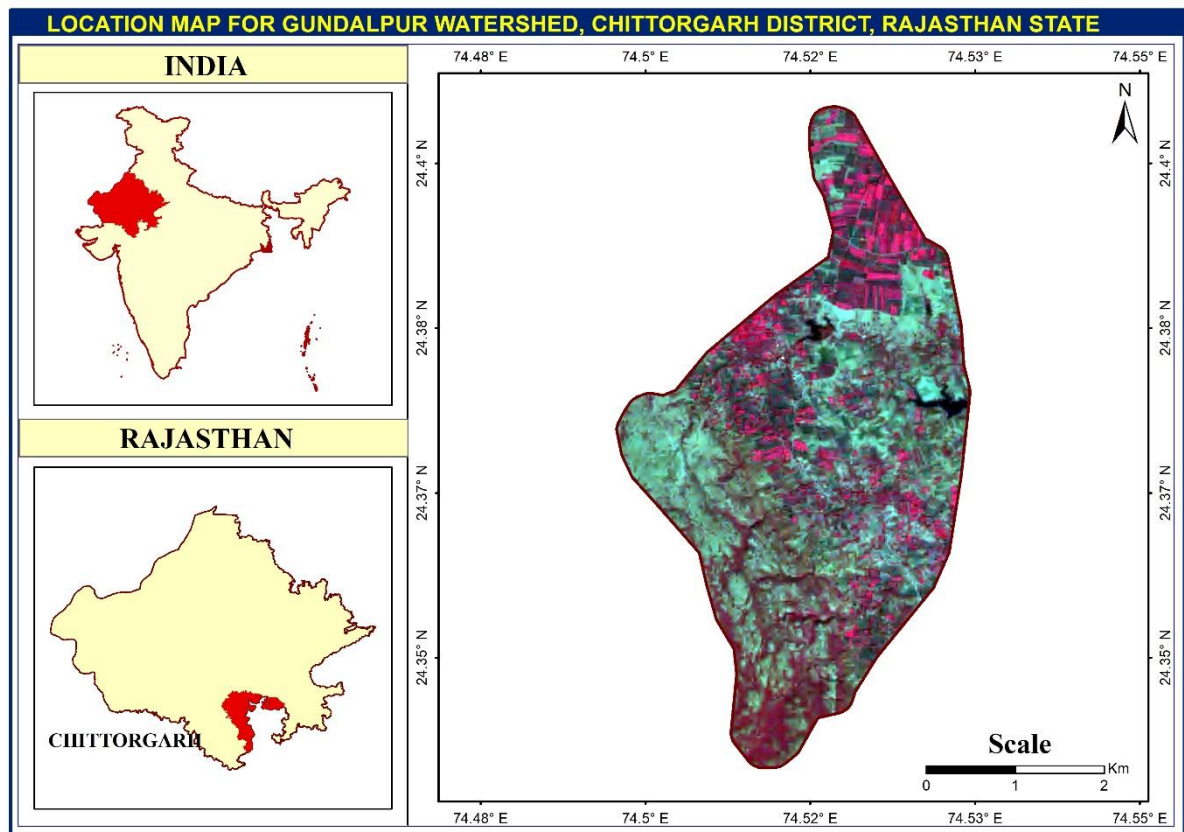 LOCATION MAP FOR GUNDALPUR WATERSHED, CHITTORGARH DISTRICT, RAJASTHAN STATE
INDIA
RAJASTHAN
CHITTORGARH
74.48° E 74.5° E 74.52° E 74.53° E 74.55° E
N
24.4° N
24.4° N
24.38° N
24.38° N
24.37° N
24.37° N
24.35° N
24.35° N
Scale
Km
0 1 2
74.48° E 74.5° E 74.52° E 74.53° E 74.55° E